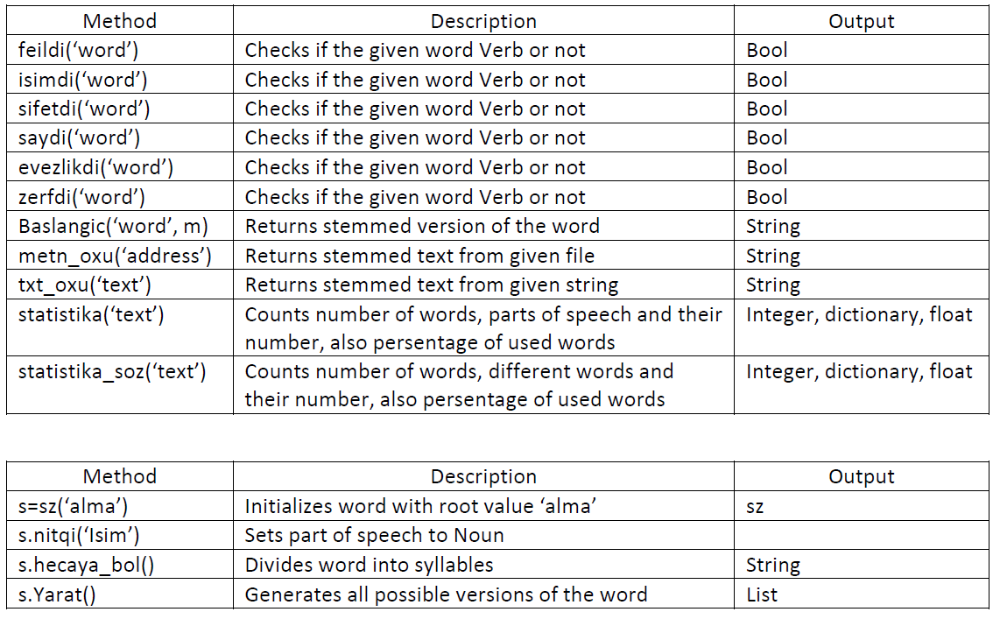 Method Description Output
feildi(‘word’) Checks if the given word Verb or not Bool
isimdi(‘word’) Checks if the given word Verb or not Bool
sifetdi(‘word’) Checks if the given word Verb or not Bool
saydi(‘word’) Checks if the given word Verb or not Bool
evezlikdi(‘word’) Checks if the given word Verb or not Bool
zerfdi(‘word’) Checks if the given word Verb or not Bool
Baslangic(‘word’, m) Returns stemmed version of the word String
metn_oxu(‘address’) Returns stemmed text from given file String
txt_oxu(‘text’) Returns stemmed text from given string String
statistika(‘text’) Counts number of words, parts of speech and their Integer, dictionary, float
number, also persentage of used words
statistika_soz(‘text’) Counts number of words, different words and Integer, dictionary, float
their number, also persentage of used words
Method Description Output
s=sz(‘alma’) Initializes word with root value ‘alma’ sz
s.nitqi(‘Isim’) Sets part of speech to Noun
s.hecaya_bol() Divides word into syllables String
s.Yarat() Generates all possible versions of the word List